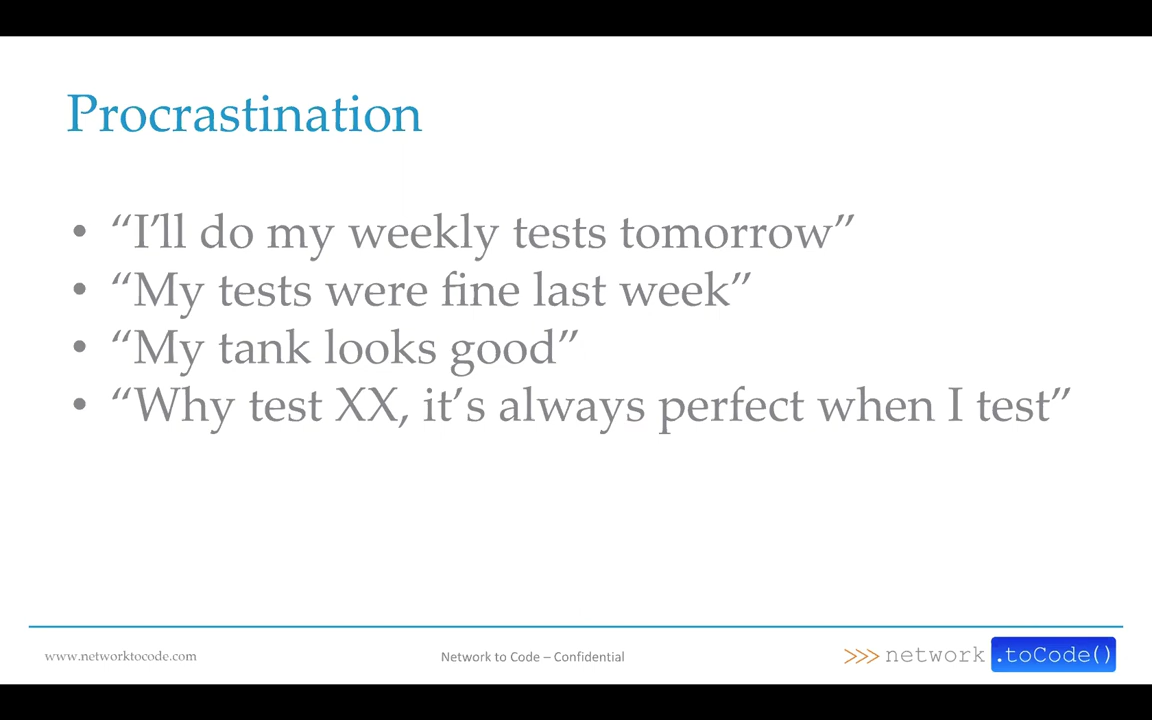 Procrastination
• “I’ll do my weekly tests tomorrow”
• “My tests were fine last week”
• “My tank looks good”
• “Why test XX, it’s always perfect when I test”
www.networktocode.com
Network to Code – Confidential
>>> network .toCode()